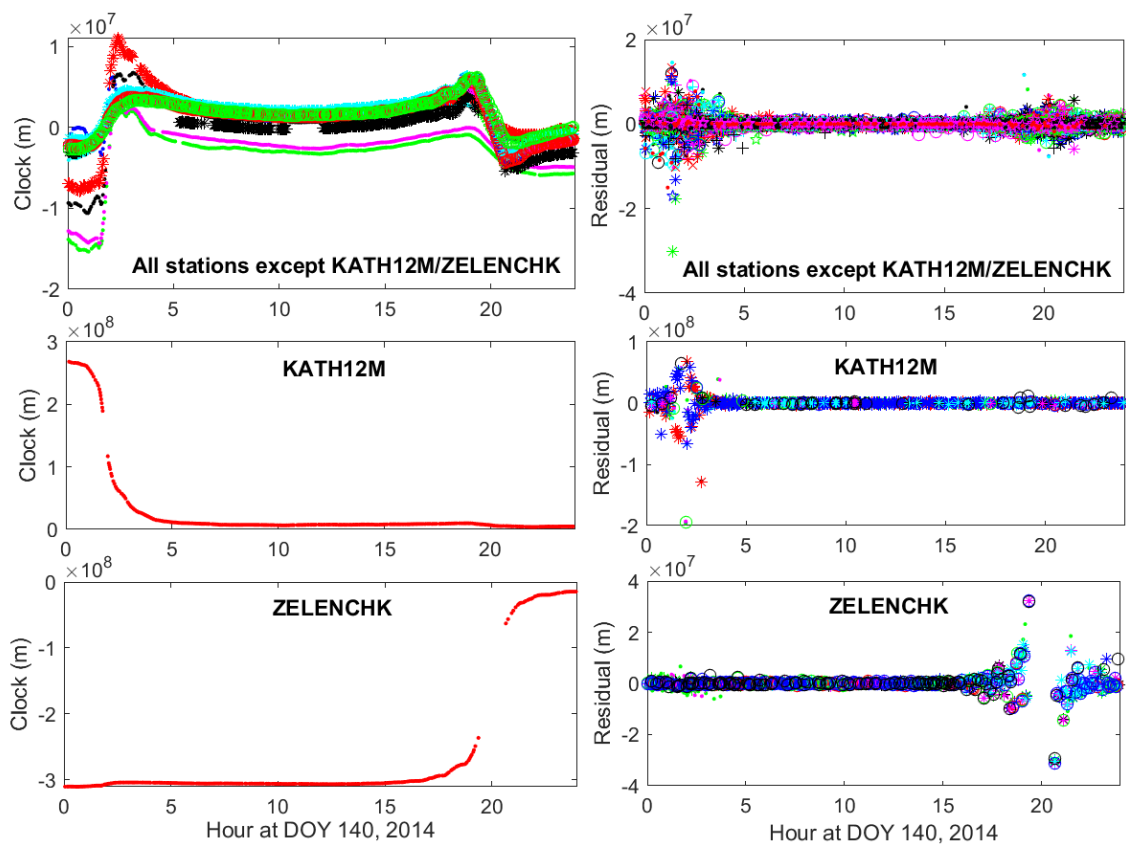 ×10^7
1
0
-1
-2
Clock (m)
All stations except KATH12M/ZELENCHK
0 5 10 15 20
×10^7
2
0
-2
-4
Residual (m)
All stations except KATH12M/ZELENCHK
0 5 10 15 20
×10^8
3
2
1
0
Clock (m)
KATH12M
0 5 10 15 20
×10^8
1
0
-1
-2
Residual (m)
KATH12M
0 5 10 15 20
×10^8
0
-1
-2
-3
Clock (m)
ZELENCHK
0 5 10 15 20
Hour at DOY 140, 2014
×10^7
4
2
0
-2
-4
Residual (m)
ZELENCHK
0 5 10 15 20
Hour at DOY 140, 2014